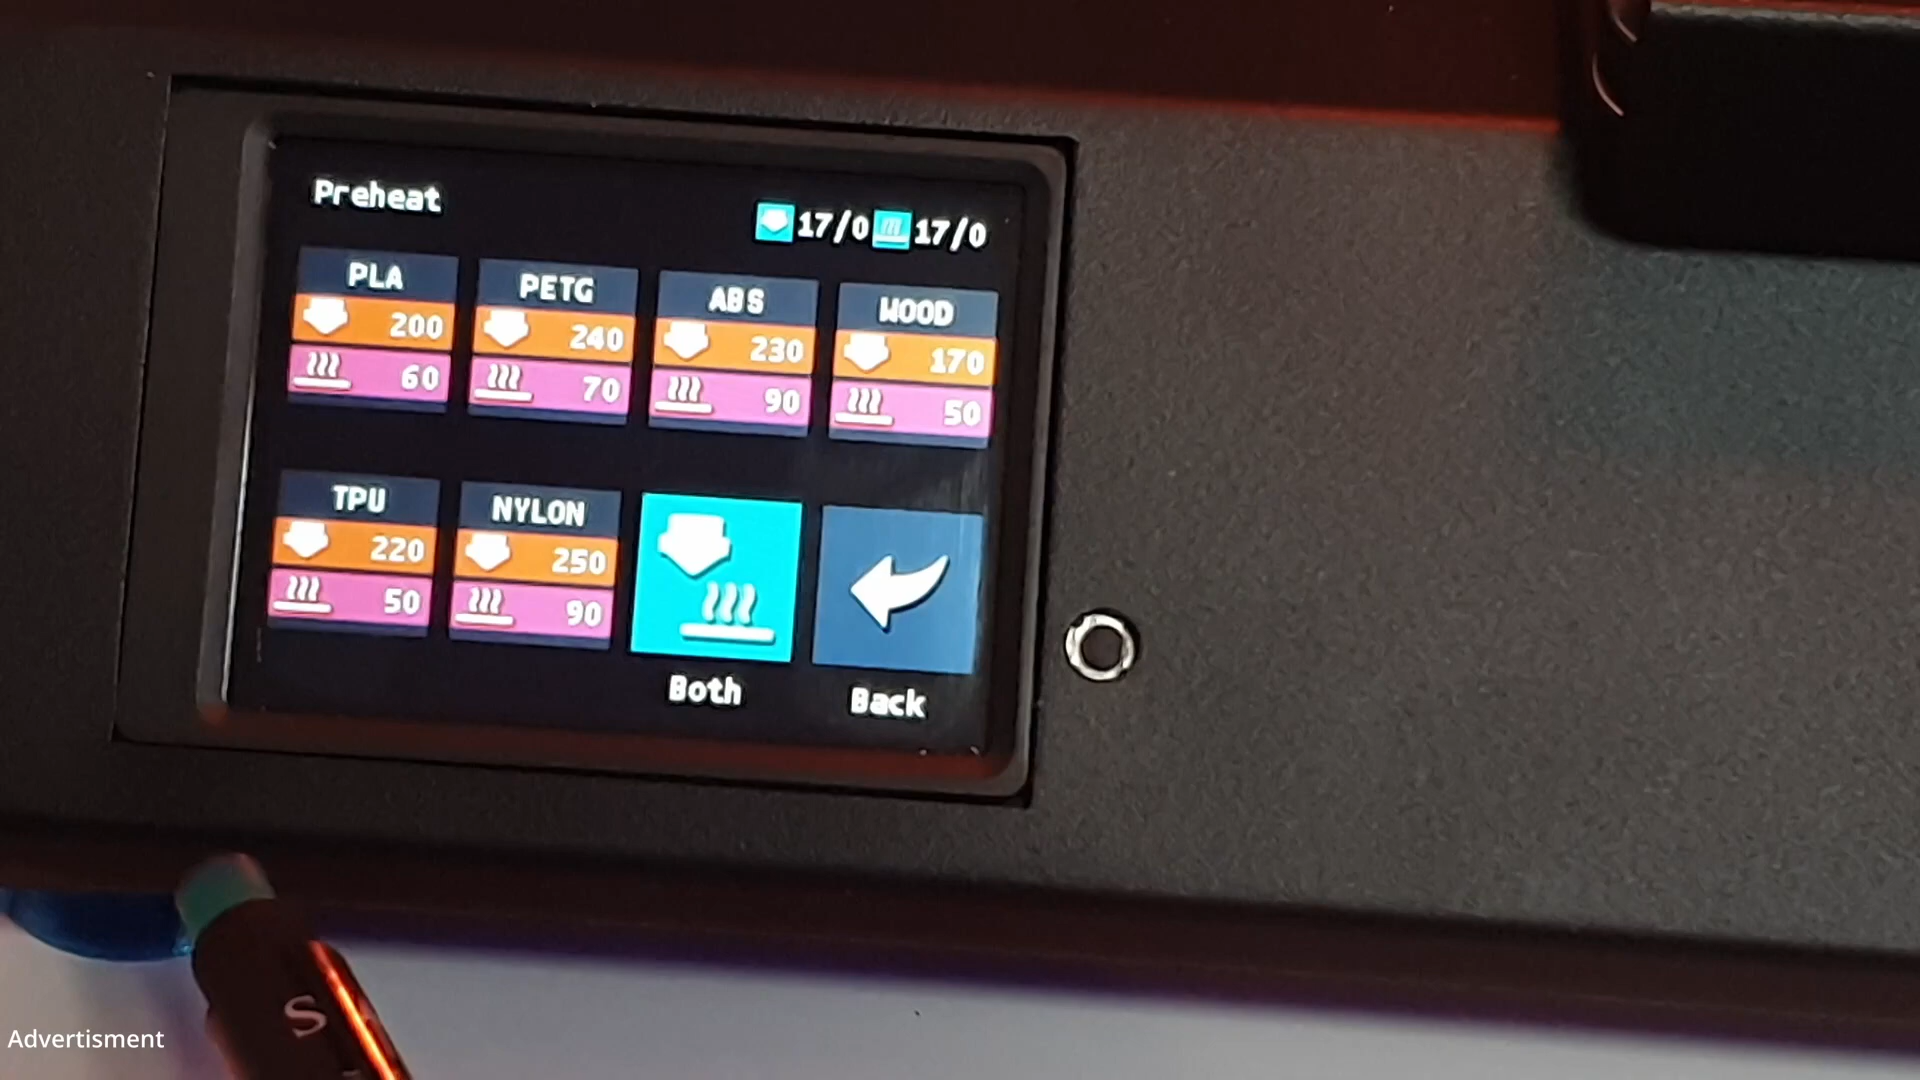 Preheat
17/0 17/0
PLA PETG ABS WOOD
200 240 230 170
60 70 90 50
TPU NYLON
220 250
50 90
Both Back
S
Advertisment